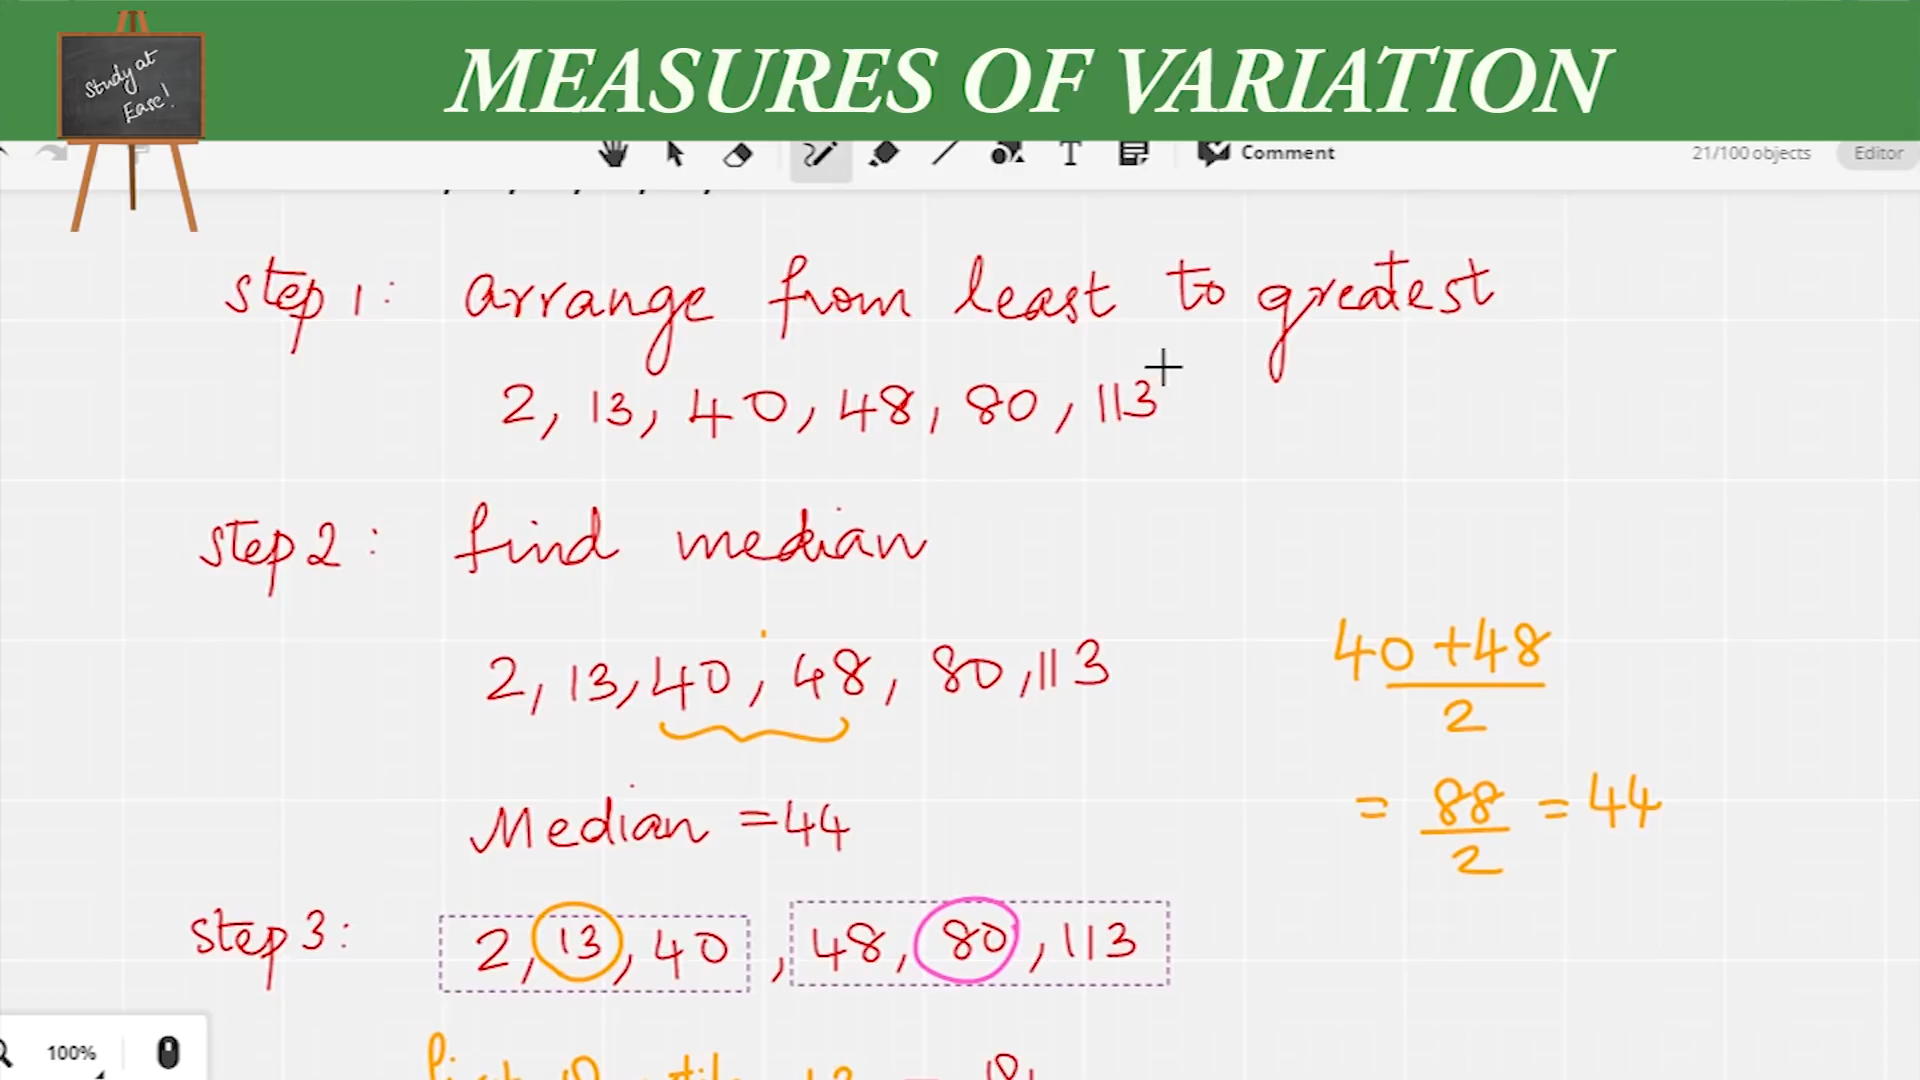 Study at
Ease!
MEASURES OF VARIATION
Comment
21/100 objects
Editor
step 1: arrange from least to greatest
2, 13, 40, 48, 80, 113
step 2: find median
2, 13, 40, 48, 80, 113
40 + 48
2
= 88 = 44
2
Median = 44
step 3: 2, 13, 40, 48, 80, 113
100%